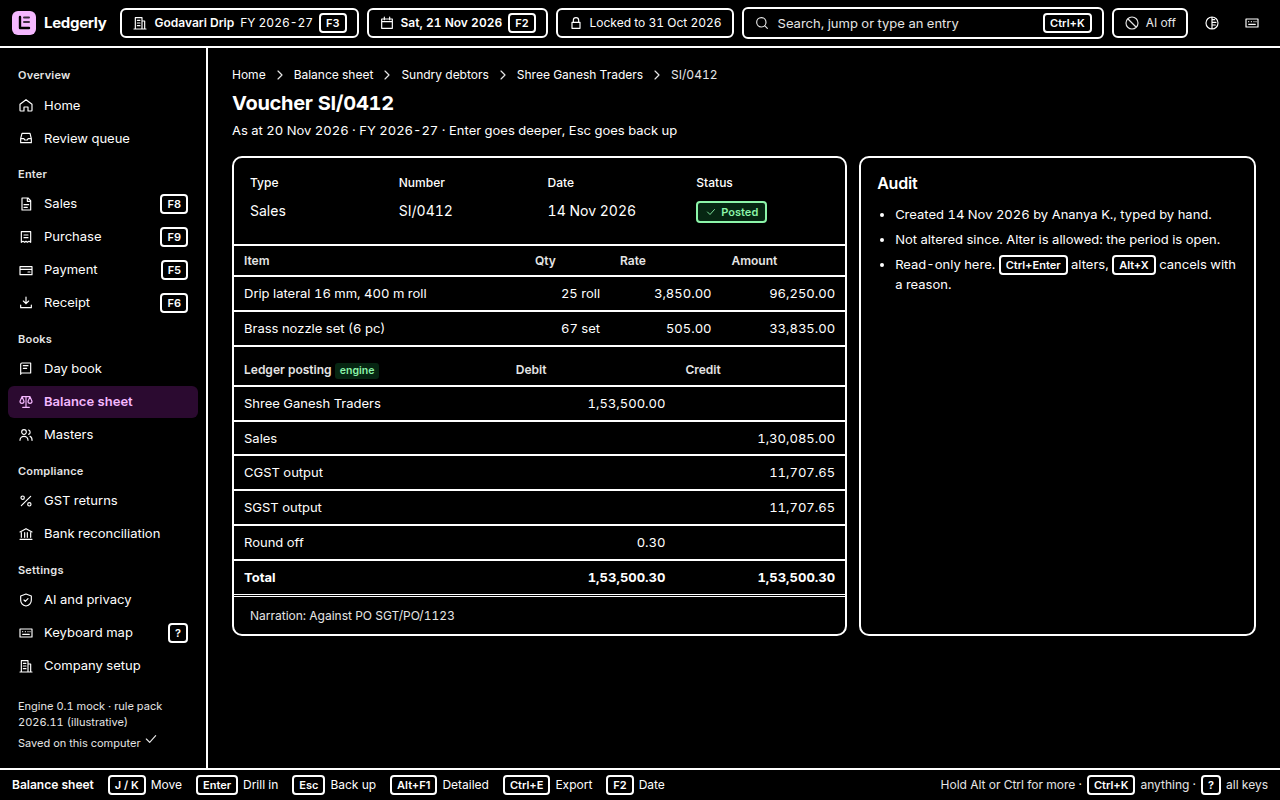 Ledgerly
Godavari Drip FY 2026-27 F3
Sat, 21 Nov 2026 F2
Locked to 31 Oct 2026
Search, jump or type an entry Ctrl+K
AI off
Overview
Home
Review queue
Enter
Sales F8
Purchase F9
Payment F5
Receipt F6
Books
Day book
Balance sheet
Masters
Compliance
GST returns
Bank reconciliation
Settings
AI and privacy
Keyboard map ?
Company setup
Engine 0.1 mock · rule pack
2026.11 (illustrative)
Saved on this computer
Home > Balance sheet > Sundry debtors > Shree Ganesh Traders > SI/0412
Voucher SI/0412
As at 20 Nov 2026 · FY 2026-27 · Enter goes deeper, Esc goes back up
Type Number Date Status
Sales SI/0412 14 Nov 2026 Posted
Item Qty Rate Amount
Drip lateral 16 mm, 400 m roll 25 roll 3,850.00 96,250.00
Brass nozzle set (6 pc) 67 set 505.00 33,835.00
Ledger posting engine Debit Credit
Shree Ganesh Traders 1,53,500.00
Sales 1,30,085.00
CGST output 11,707.65
SGST output 11,707.65
Round off 0.30
Total 1,53,500.30 1,53,500.30
Narration: Against PO SGT/PO/1123
Audit
• Created 14 Nov 2026 by Ananya K., typed by hand.
• Not altered since. Alter is allowed: the period is open.
• Read-only here. Ctrl+Enter alters, Alt+X cancels with
a reason.
Balance sheet J / K Move Enter Drill in Esc Back up Alt+F1 Detailed Ctrl+E Export F2 Date
Hold Alt or Ctrl for more · Ctrl+K anything · ? all keys